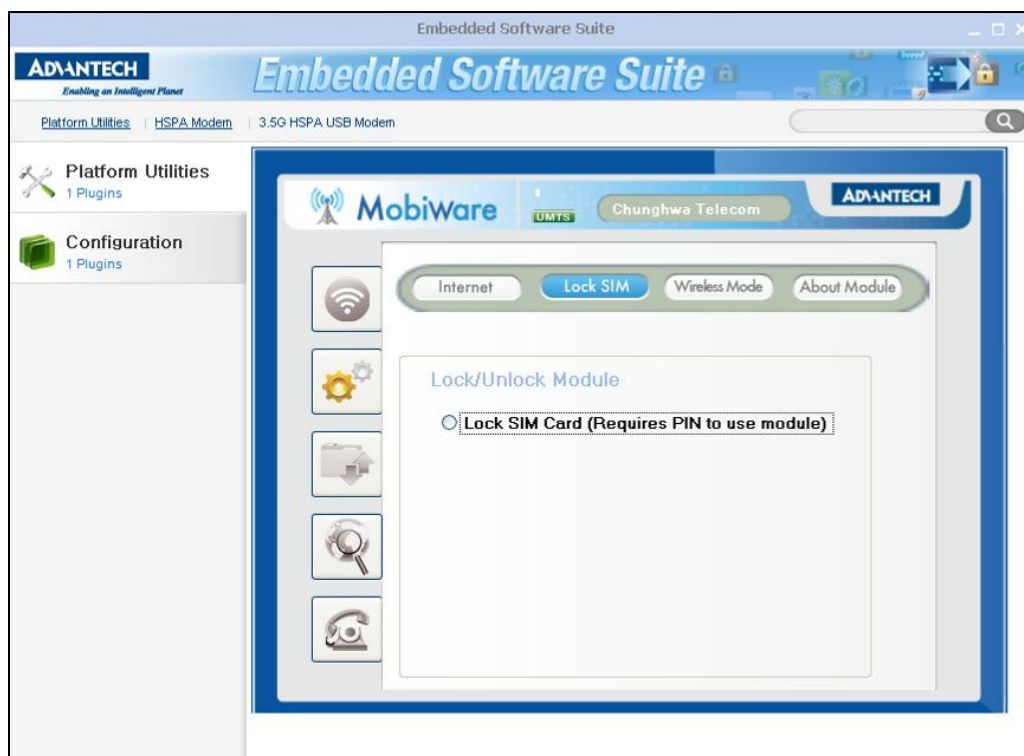 Embedded Software Suite
ADVANTECH
Enabling an Intelligent Planet
Embedded Software Suite
Platform Utilities | HSPA Modem | 3.5G HSPA USB Modem
Platform Utilities
1 Plugins
Configuration
1 Plugins
Mobiware
UMTS
Chunghwa Telecom
ADVANTECH
Internet
Lock SIM
Wireless Mode
About Module
Lock/Unlock Module
Lock SIM Card (Requires PIN to use module)